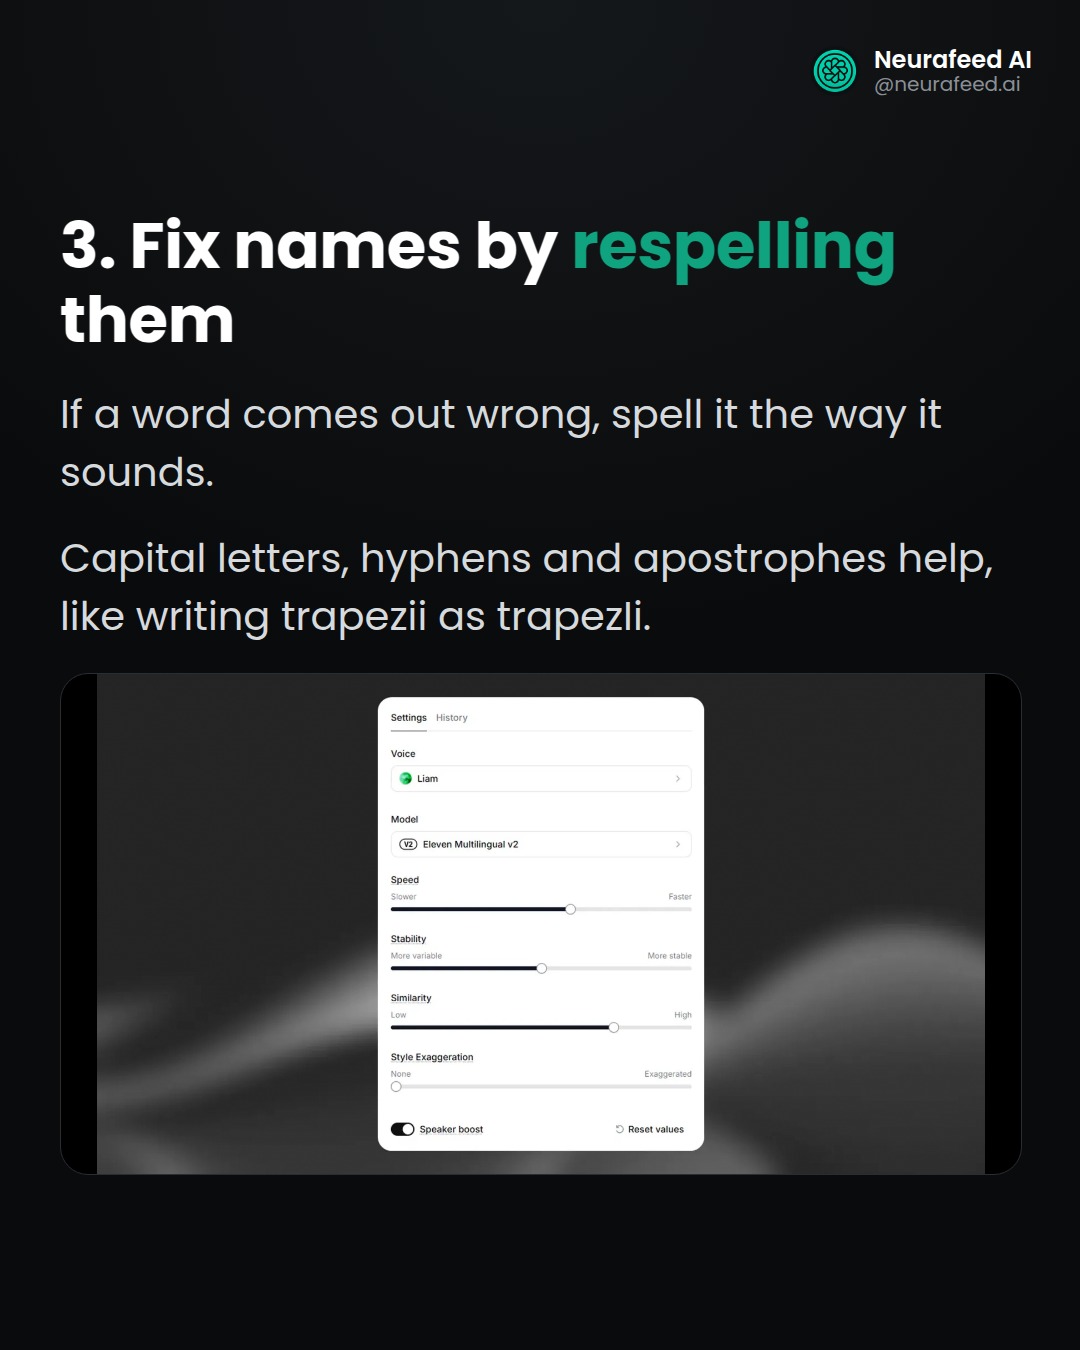 Neurafeed AI
@neurafeed.ai
3. Fix names by respelling
them
If a word comes out wrong, spell it the way it
sounds.
Capital letters, hyphens and apostrophes help,
like writing trapezii as trapezIi.
Settings History
Voice
Liam
Model
V2 Eleven Multilingual v2
Speed
Slower Faster
Stability
More variable More stable
Similarity
Low High
Style Exaggeration
None Exaggerated
Speaker boost Reset values